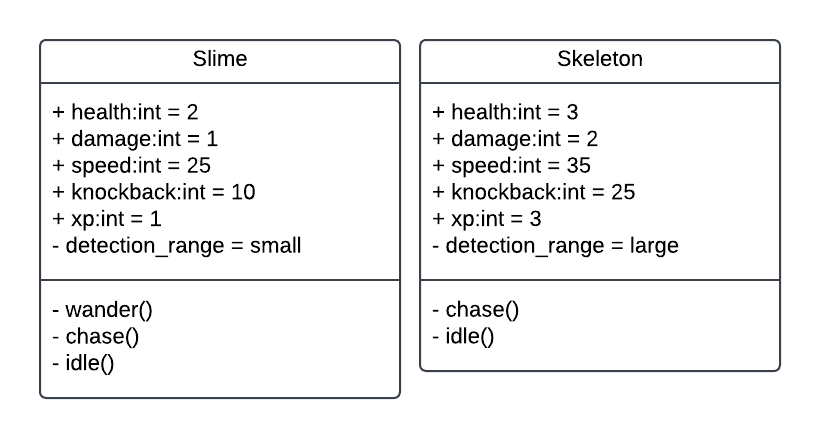 Slime
+ health:int = 2
+ damage:int = 1
+ speed:int = 25
+ knockback:int = 10
+ xp:int = 1
- detection_range = small
- wander()
- chase()
- idle()
Skeleton
+ health:int = 3
+ damage:int = 2
+ speed:int = 35
+ knockback:int = 25
+ xp:int = 3
- detection_range = large
- chase()
- idle()